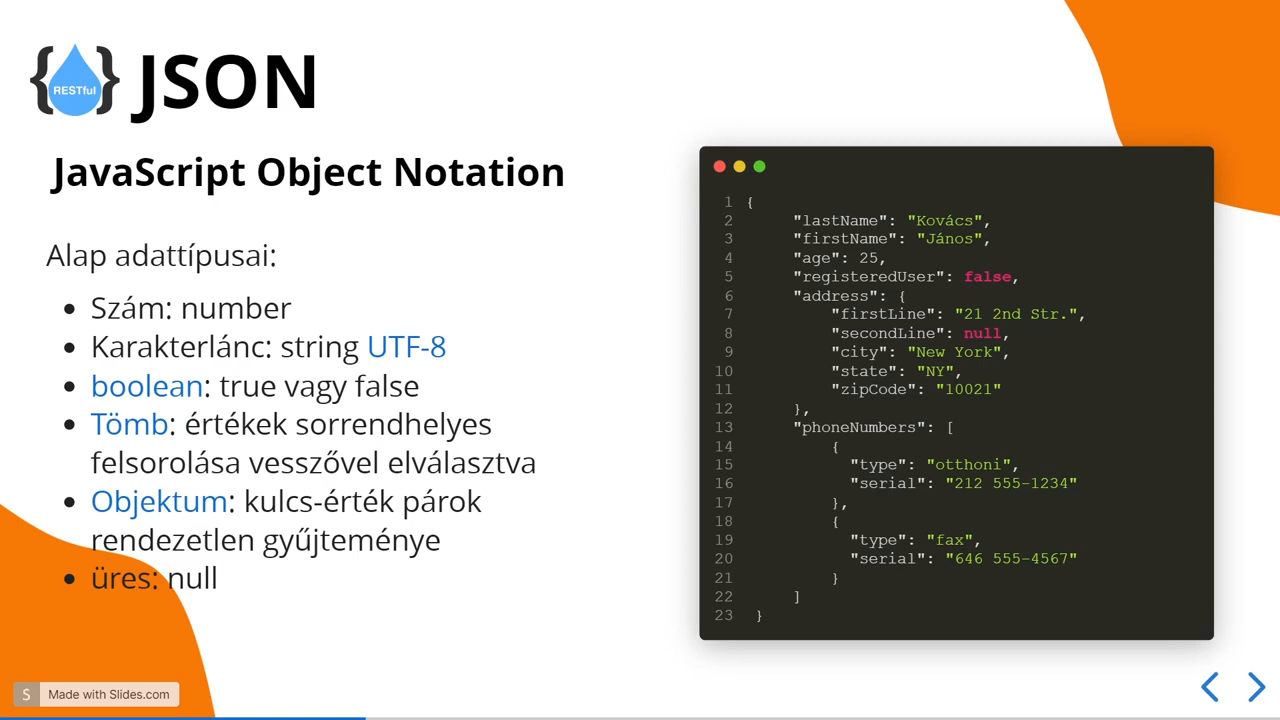 {RESTful} JSON
JavaScript Object Notation
Alap adattípusai:
• Szám: number
• Karakterlánc: string UTF-8
• boolean: true vagy false
• Tömb: értékek sorrendhelyes
felsorolása vesszővel elválasztva
• Objektum: kulcs-érték párok
rendezetlen gyűjteménye
• üres: null
1 {
2 "lastName": "Kovács",
3 "firstName": "János",
4 "age": 25,
5 "registeredUser": false,
6 "address": {
7 "firstLine": "21 2nd Str.",
8 "secondLine": null,
9 "city": "New York",
10 "state": "NY",
11 "zipCode": "10021"
12 },
13 "phoneNumbers": [
14 {
15 "type": "otthoni",
16 "serial": "212 555-1234"
17 },
18 {
19 "type": "fax",
20 "serial": "646 555-4567"
21 }
22 ]
23 }
S Made with Slides.com